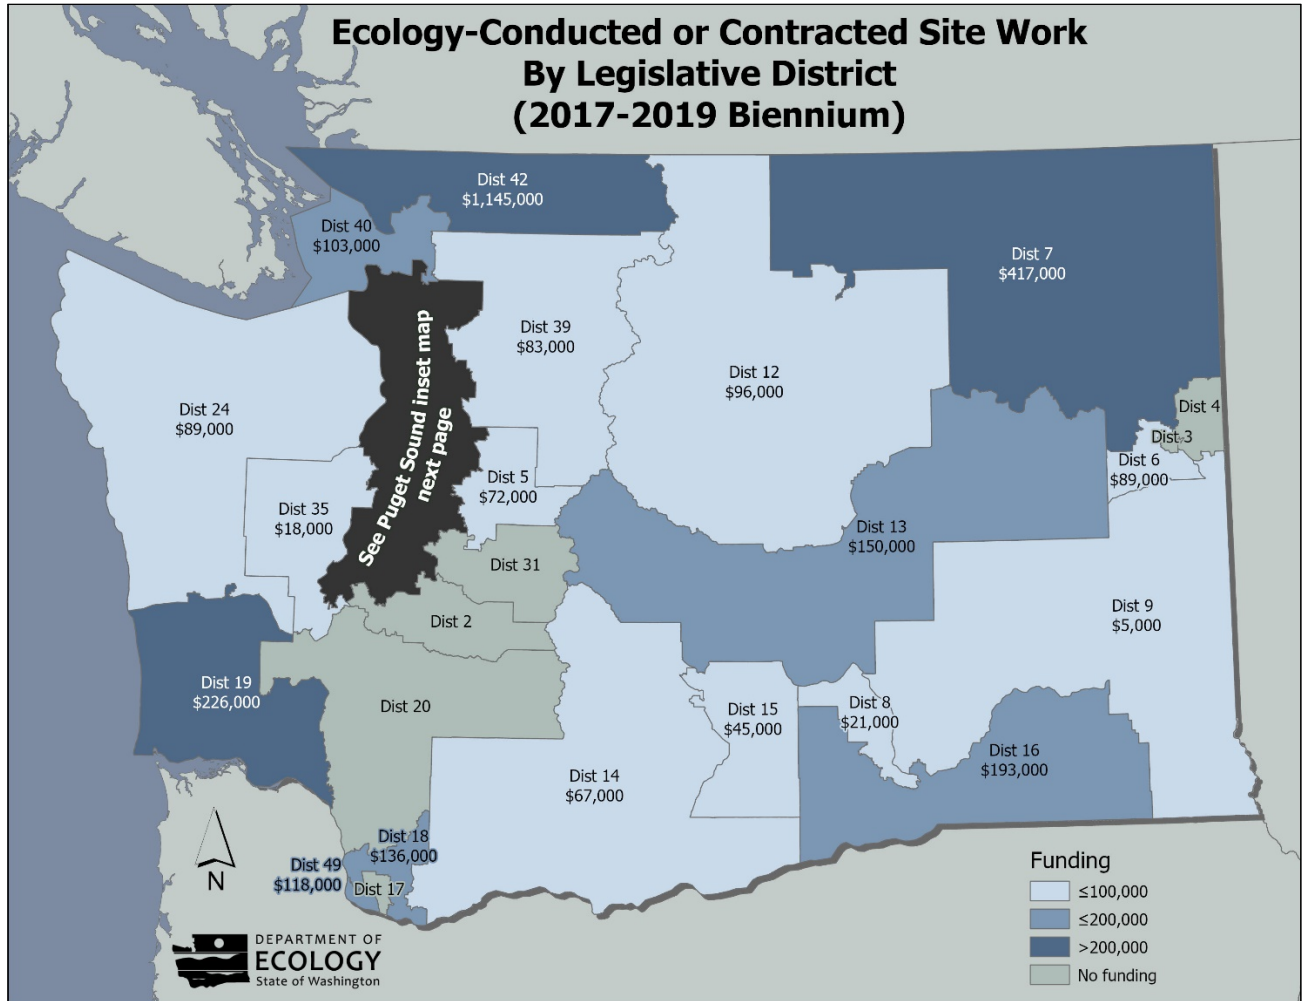 Ecology-Conducted or Contracted Site Work
By Legislative District
(2017-2019 Biennium)
Dist 42
$1,145,000
Dist 40
$103,000
Dist 7
$417,000
Dist 39
$83,000
Dist 12
$96,000
Dist 24
$89,000
See Puget Sound inset map
next page
Dist 4
Dist 3
Dist 6
$89,000
Dist 5
$72,000
Dist 35
$18,000
Dist 13
$150,000
Dist 31
Dist 2
Dist 9
$5,000
Dist 19
$226,000
Dist 20
Dist 15
$45,000
Dist 8
$21,000
Dist 16
$193,000
Dist 14
$67,000
Dist 18
$136,000
Dist 49
$118,000
Dist 17
N
Funding
≤100,000
≤200,000
>200,000
No funding
DEPARTMENT OF
ECOLOGY
State of Washington